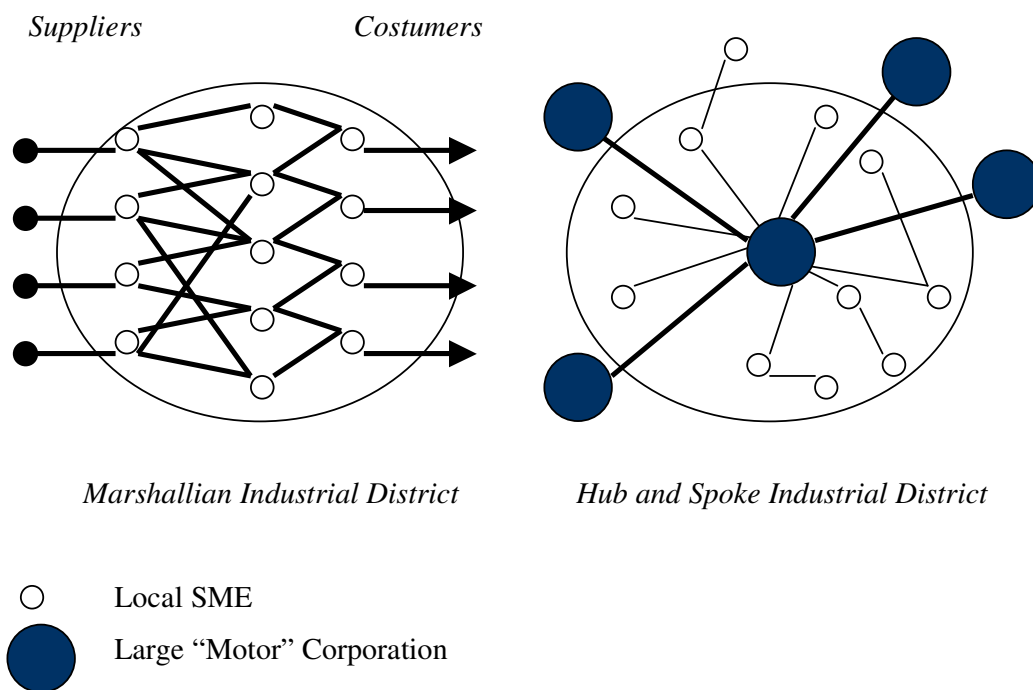 Suppliers
Costumers
Marshallian Industrial District
Hub and Spoke Industrial District
Local SME
Large “Motor” Corporation